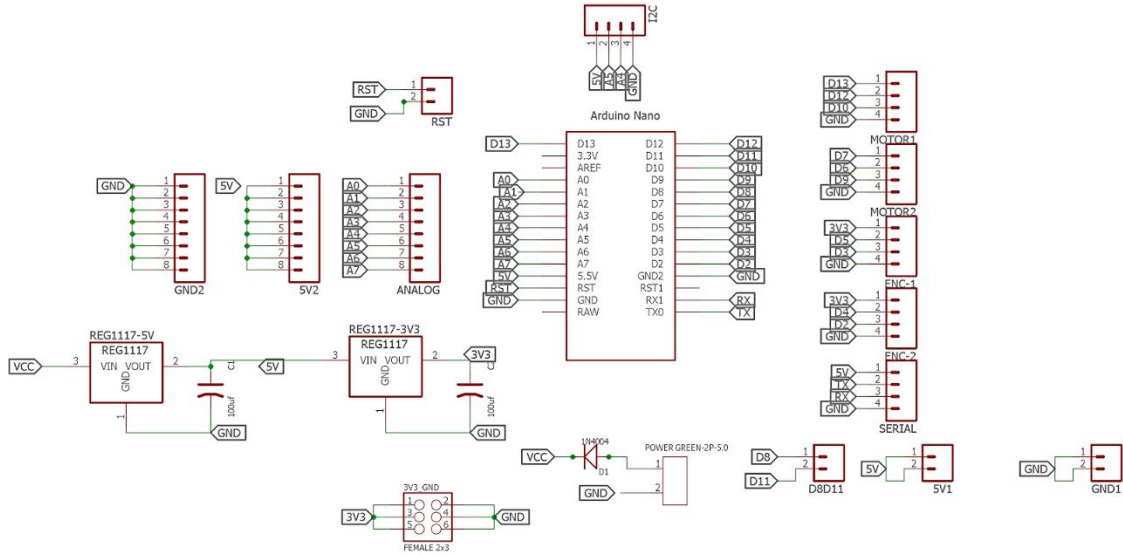 I2C
1
2
3
4
5V
A5
A4
GND
RST
GND
1
2
RST
Arduino Nano
D13
D13
3.3V
AREF
A0
A1
A2
A3
A4
A5
A6
A7
5.5V
RST
GND
RAW
A0
A1
A2
A3
A4
A5
A6
A7
5V
RST
GND
D12
D11
D10
D9
D8
D7
D6
D5
D4
D3
D2
GND2
RST1
RX1
TX0
D12
D11
D10
D9
D8
D7
D6
D5
D4
D3
D2
GND
RX
TX
D13
D12
D10
GND
1
2
3
4
MOTOR1
D7
D6
D9
GND
1
2
3
4
MOTOR2
3V3
D5
D3
GND
1
2
3
4
ENC-1
3V3
D4
D2
GND
1
2
3
4
ENC-2
5V
TX
RX
GND
1
2
3
4
SERIAL
GND
1
2
3
4
5
6
7
8
GND2
5V
1
2
3
4
5
6
7
8
5V2
A0
A1
A2
A3
A4
A5
A6
A7
1
2
3
4
5
6
7
8
ANALOG
REG1117-5V
REG1117
VCC
3
VIN VOUT
2
GND
1
C1
100uf
GND
5V
REG1117-3V3
REG1117
3
VIN VOUT
2
GND
1
3V3
100uf
GND
VCC
1N4004
D1
POWER GREEN-2P-5.0
1
2
GND
D8
D11
1
2
D8D11
5V
1
2
5V1
GND
1
2
GND1
3V3_GND
3V3
1
2
3
4
5
6
GND
FEMALE 2x3